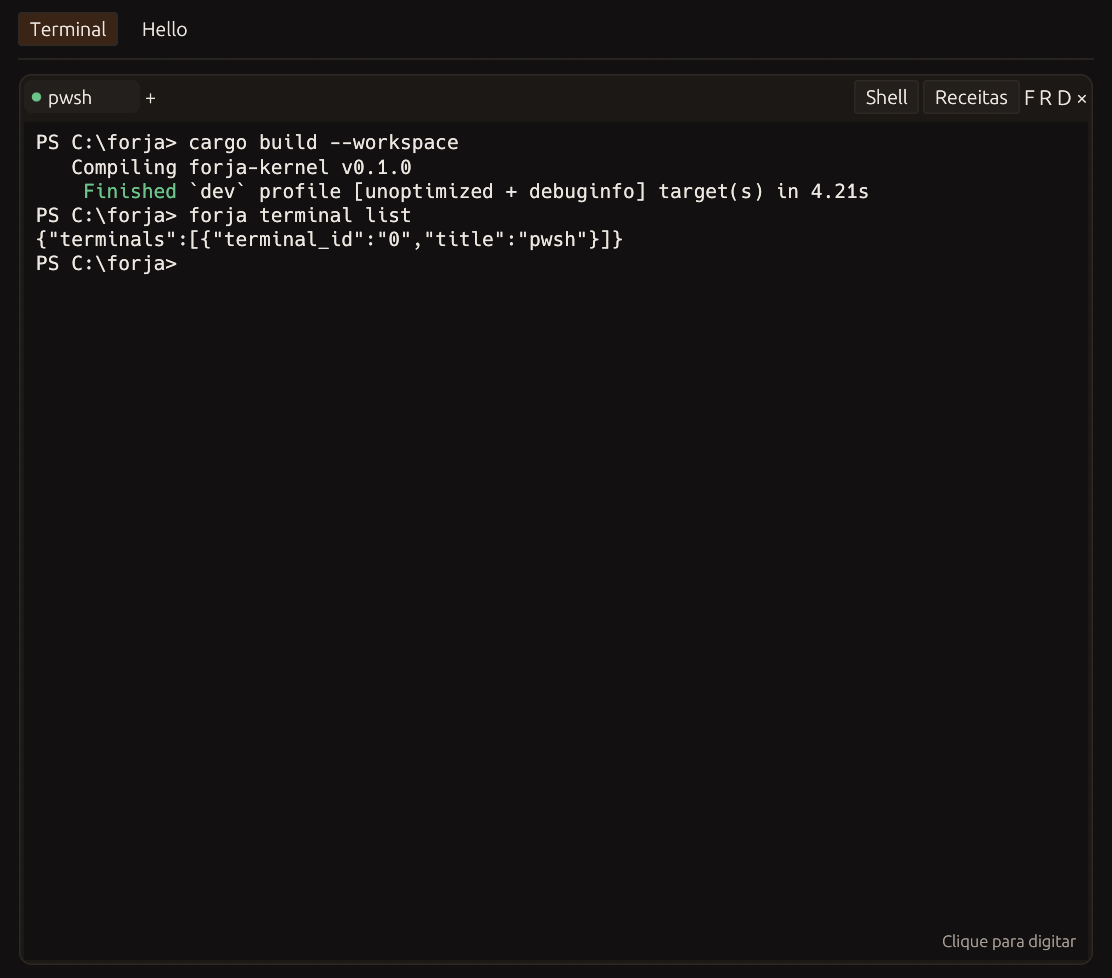 Terminal Hello
pwsh + Shell Receitas F R D ×
PS C:\forja> cargo build --workspace
   Compiling forja-kernel v0.1.0
    Finished `dev` profile [unoptimized + debuginfo] target(s) in 4.21s
PS C:\forja> forja terminal list
{"terminals":[{"terminal_id":"0","title":"pwsh"}]}
PS C:\forja>
Clique para digitar